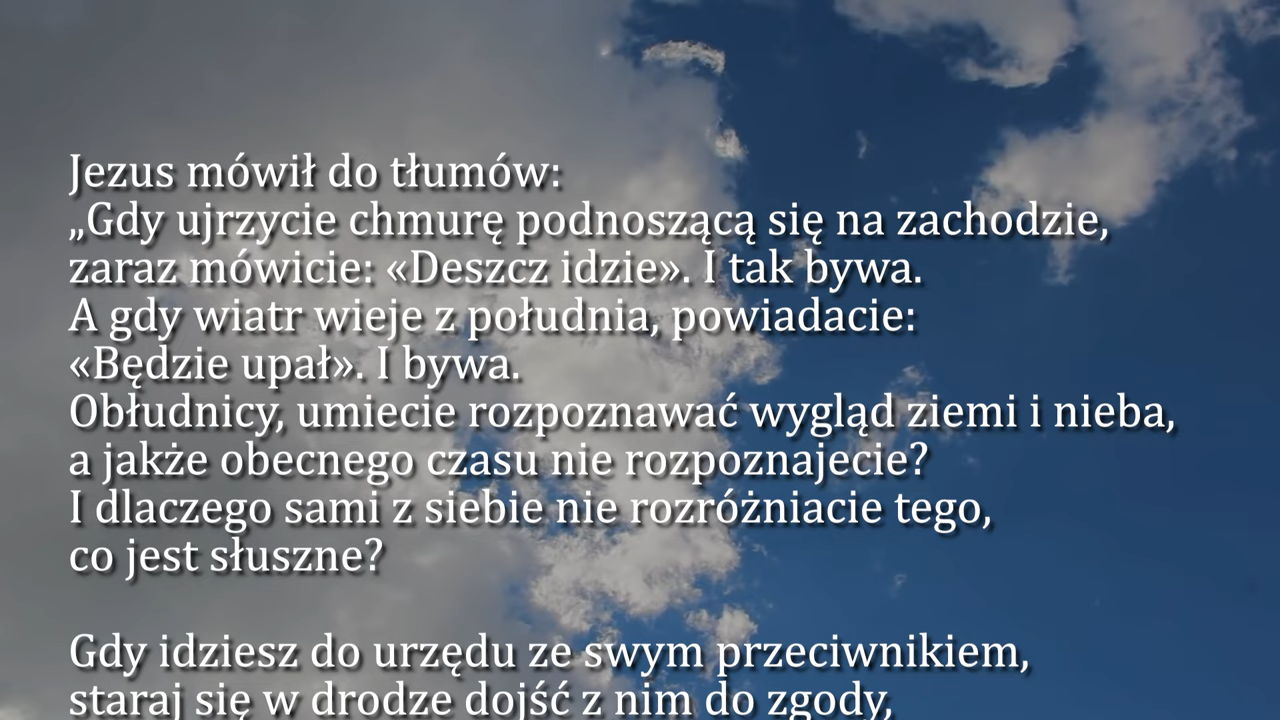 Jezus mówił do tłumów:
„Gdy ujrzycie chmurę podnoszącą się na zachodzie,
zaraz mówicie: «Deszcz idzie». I tak bywa.
A gdy wiatr wieje z południa, powiadacie:
«Będzie upał». I bywa.
Obłudnicy, umiecie rozpoznawać wygląd ziemi i nieba,
a jakże obecnego czasu nie rozpoznajecie?
I dlaczego sami z siebie nie rozróżniacie tego,
co jest słuszne?
Gdy idziesz do urzędu ze swym przeciwnikiem,
staraj się w drodze dojść z nim do zgody,